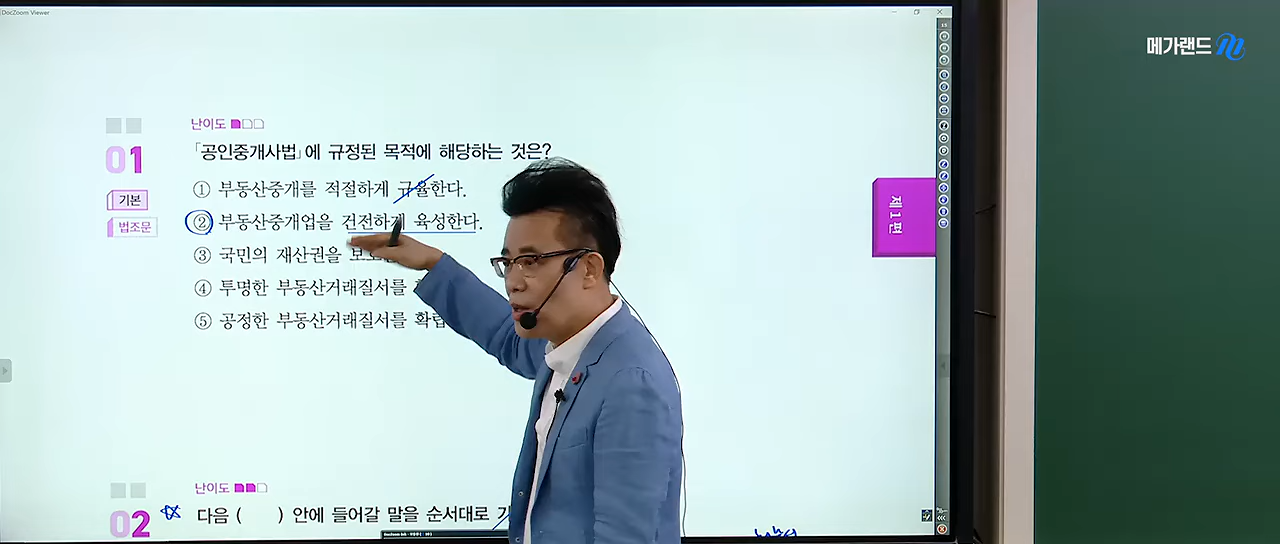 DocZoom Viewer
메가랜드
난이도
01
「공인중개사법」에 규정된 목적에 해당하는 것은?
기본
법조문
① 부동산중개를 적절하게 규율한다.
② 부동산중개업을 건전하게 육성한다.
③ 국민의 재산권을
④ 투명한 부동산거래질서를
⑤ 공정한 부동산거래질서를 확립
제1편
난이도
02
다음 ( ) 안에 들어갈 말을 순서대로